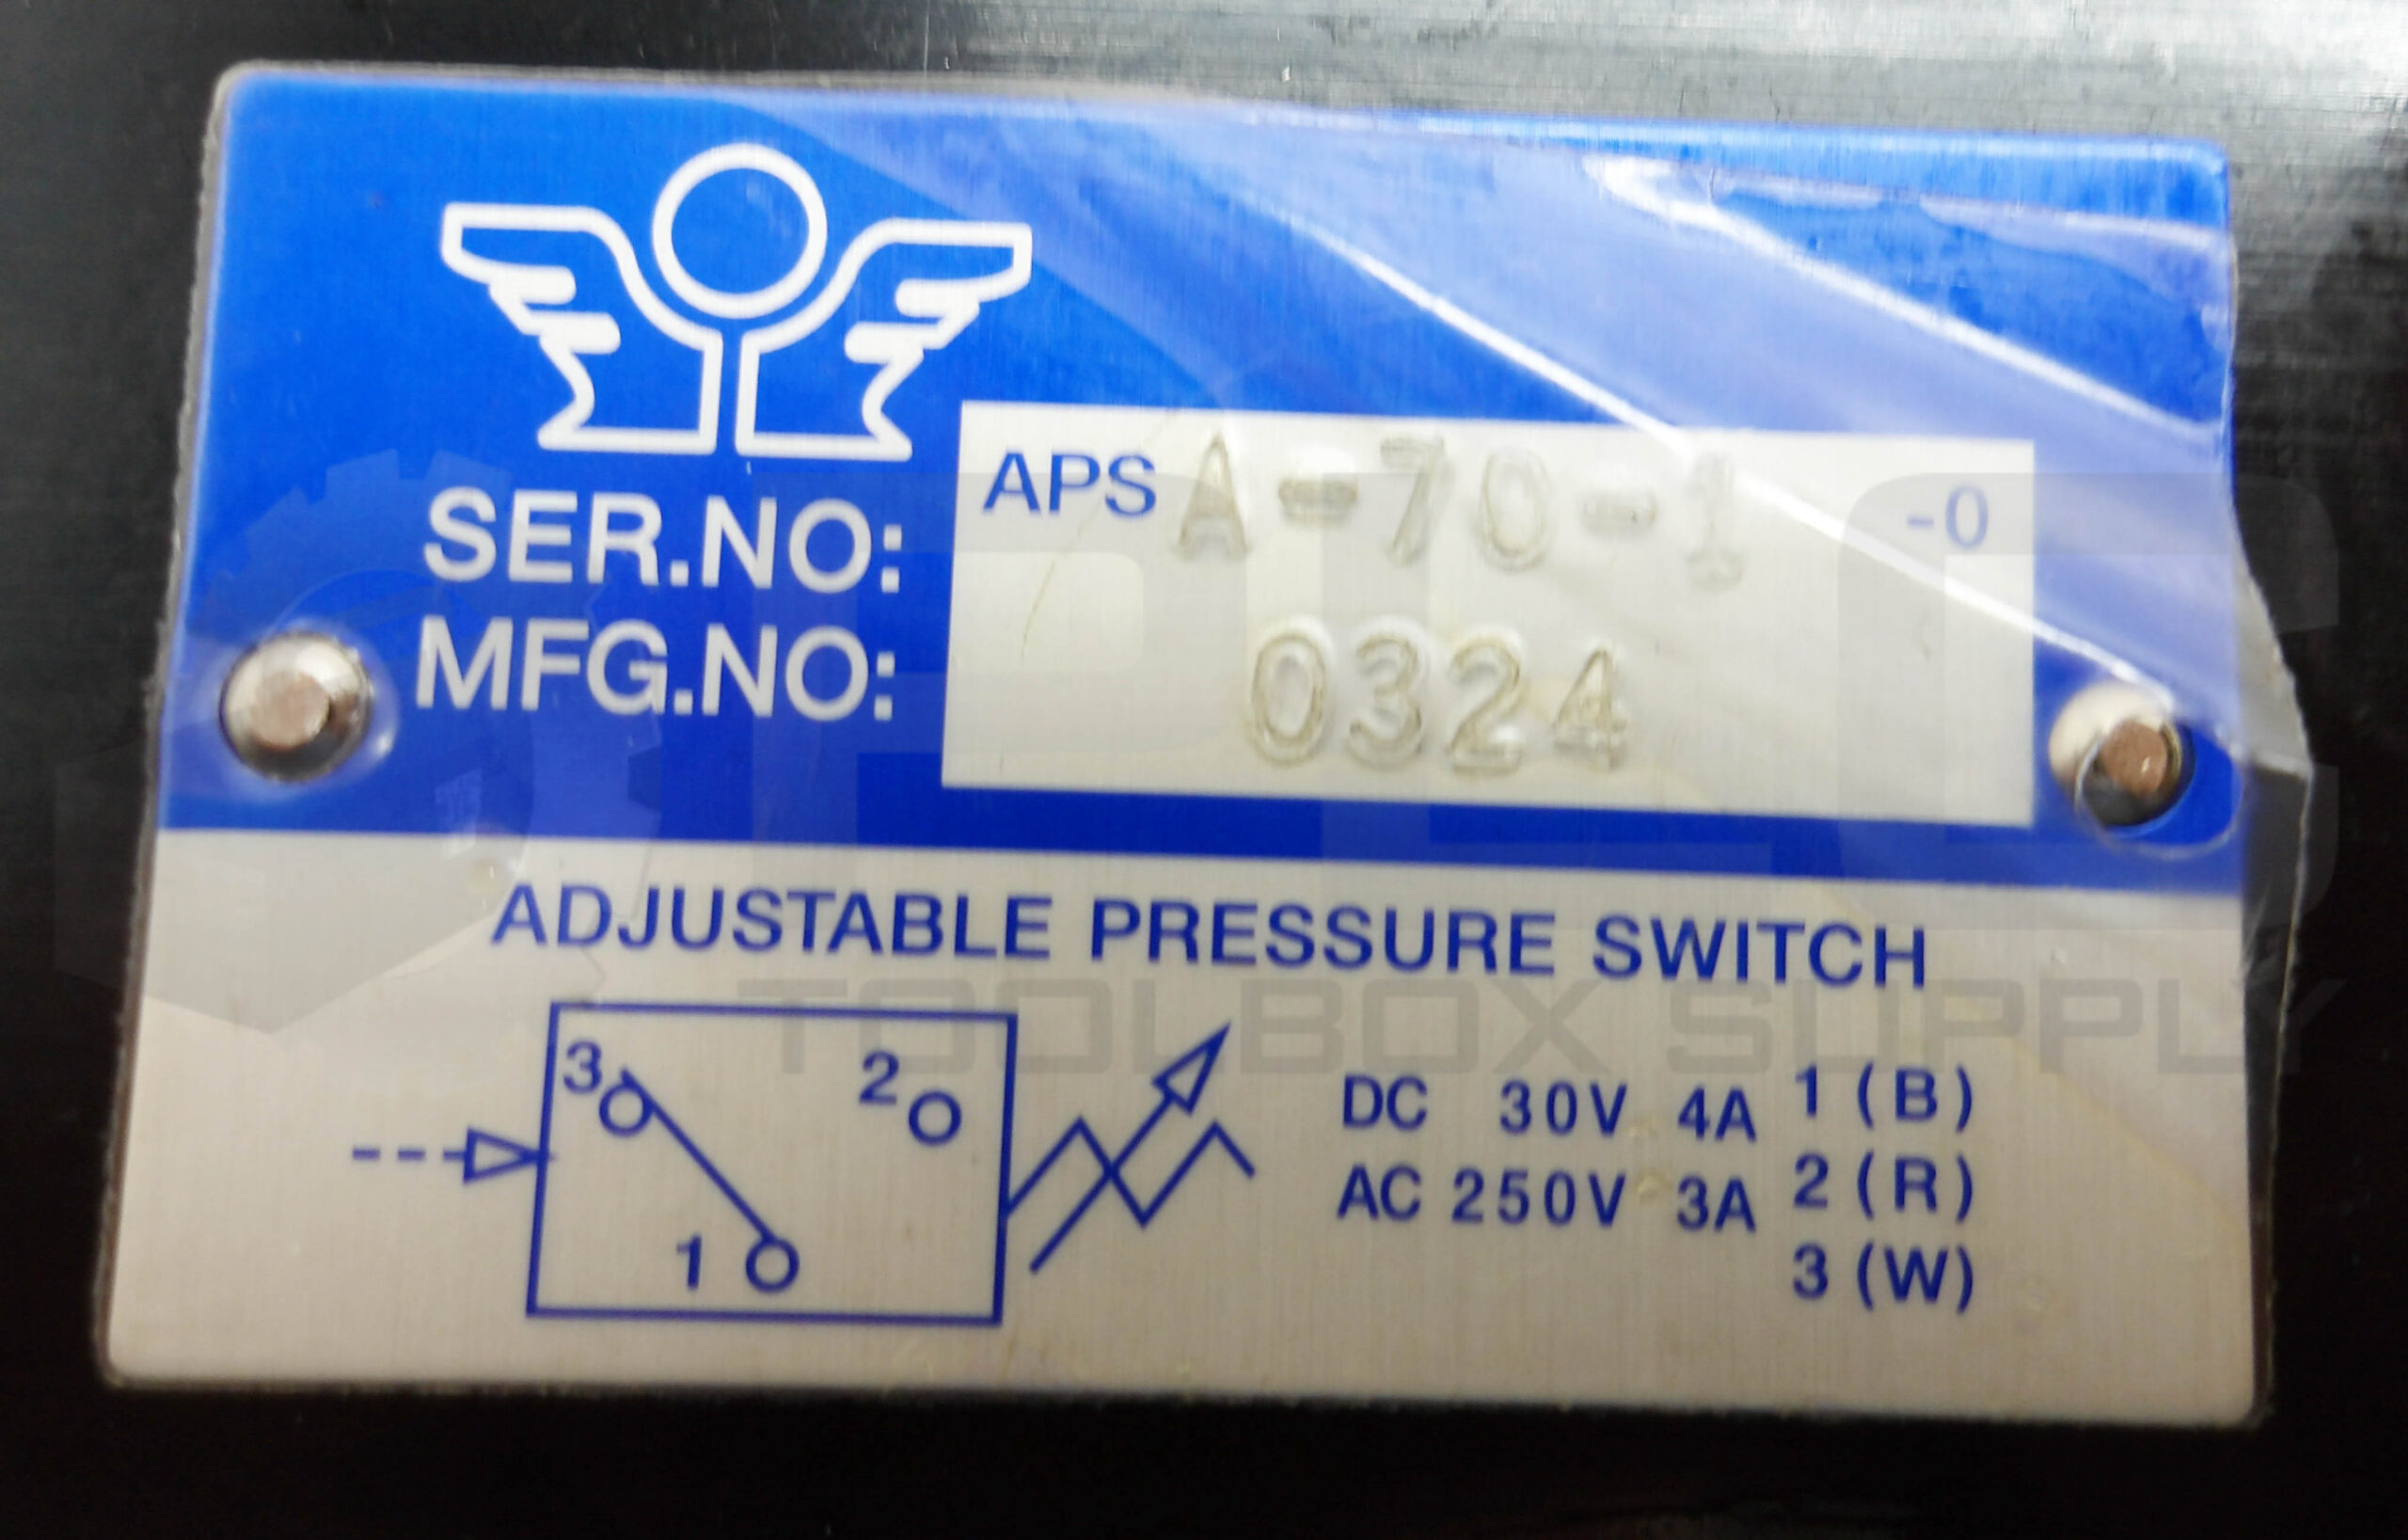 SER.NO: APS A-70-1 -0
MFG.NO: 0324
ADJUSTABLE PRESSURE SWITCH
3 2
1
DC 30V 4A 1 (B)
AC 250V 3A 2 (R)
3 (W)
PLC
TOOLBOX SUPPLY